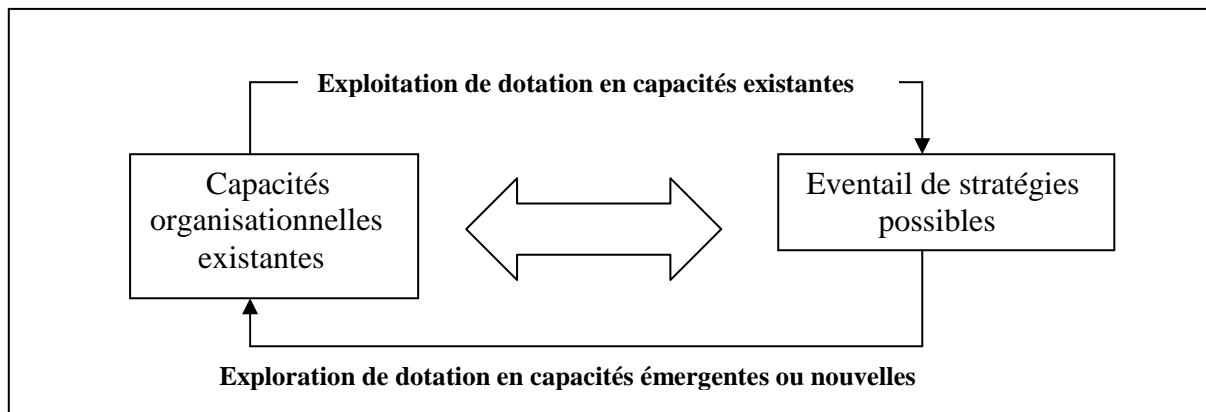 Exploitation de dotation en capacités existantes
Capacités
organisationnelles
existantes
Eventail de stratégies
possibles
Exploration de dotation en capacités émergentes ou nouvelles